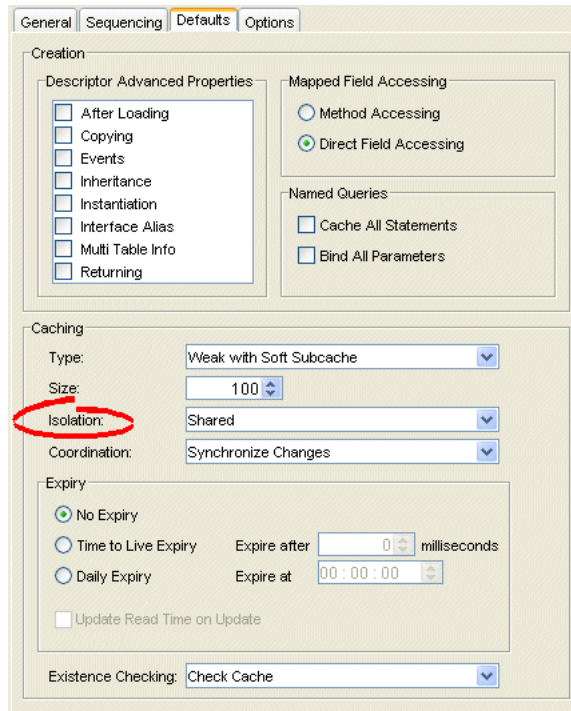 General Sequencing Defaults Options
Creation
Descriptor Advanced Properties
After Loading
Copying
Events
Inheritance
Instantiation
Interface Alias
Multi Table Info
Returning
Mapped Field Accessing
Method Accessing
Direct Field Accessing
Named Queries
Cache All Statements
Bind All Parameters
Caching
Type: Weak with Soft Subcache
Size: 100
Isolation: Shared
Coordination: Synchronize Changes
Expiry
No Expiry
Time to Live Expiry Expire after 0 milliseconds
Daily Expiry Expire at 00 : 00 : 00
Update Read Time on Update
Existence Checking: Check Cache